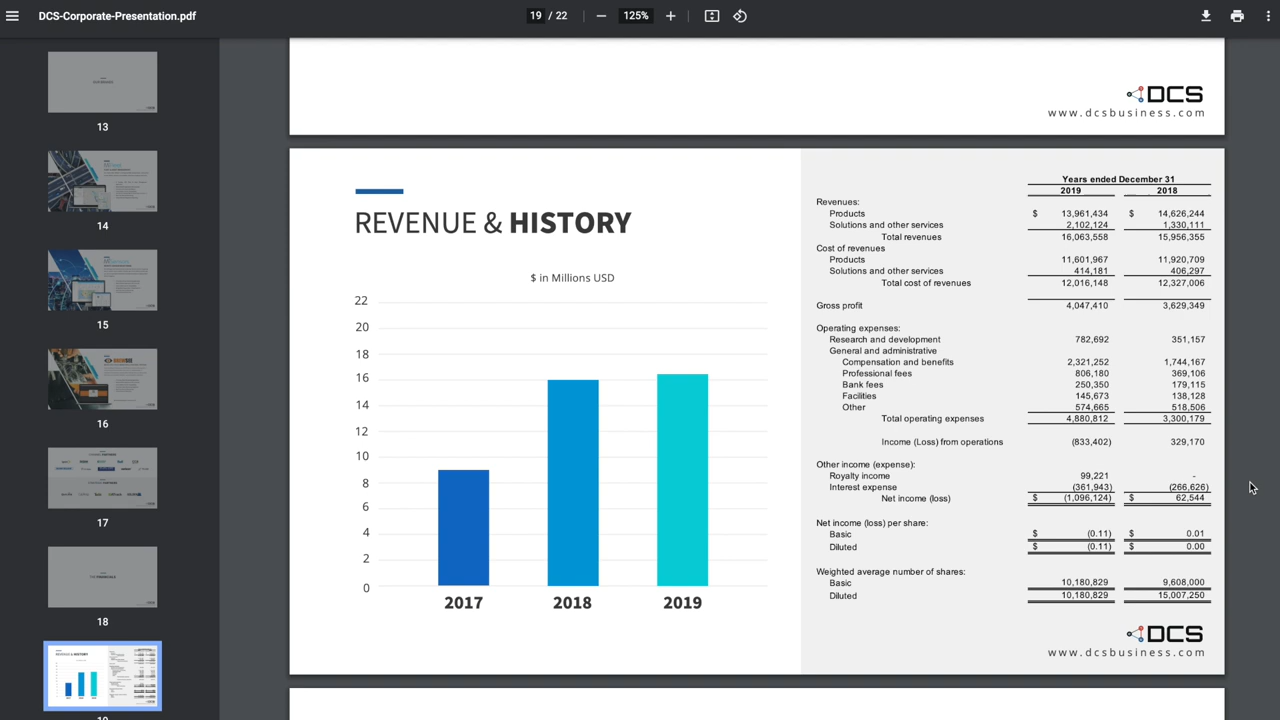 DCS-Corporate-Presentation.pdf
19 / 22
125%
13
14
15
16
17
18
DCS
www.dcsbusiness.com
REVENUE & HISTORY
$ in Millions USD
22
20
18
16
14
12
10
8
6
4
2
0
2017 2018 2019
Years ended December 31
2019 2018
Revenues:
Products $ 13,961,434 $ 14,626,244
Solutions and other services 2,102,124 1,330,111
Total revenues 16,063,558 15,956,355
Cost of revenues
Products 11,601,967 11,920,709
Solutions and other services 414,181 406,297
Total cost of revenues 12,016,148 12,327,006
Gross profit 4,047,410 3,629,349
Operating expenses:
Research and development 782,692 351,157
General and administrative
Compensation and benefits 2,321,252 1,744,167
Professional fees 806,180 369,106
Bank fees 250,350 179,115
Facilities 145,673 138,128
Other 574,665 518,506
Total operating expenses 4,880,812 3,300,179
Income (Loss) from operations (833,402) 329,170
Other income (expense):
Royalty income 99,221 -
Interest expense (361,943) (266,626)
Net income (loss) $ (1,096,124) $ 62,544
Net income (loss) per share:
Basic $ (0.11) $ 0.01
Diluted $ (0.11) $ 0.00
Weighted average number of shares:
Basic 10,180,829 9,608,000
Diluted 10,180,829 15,007,250
DCS
www.dcsbusiness.com